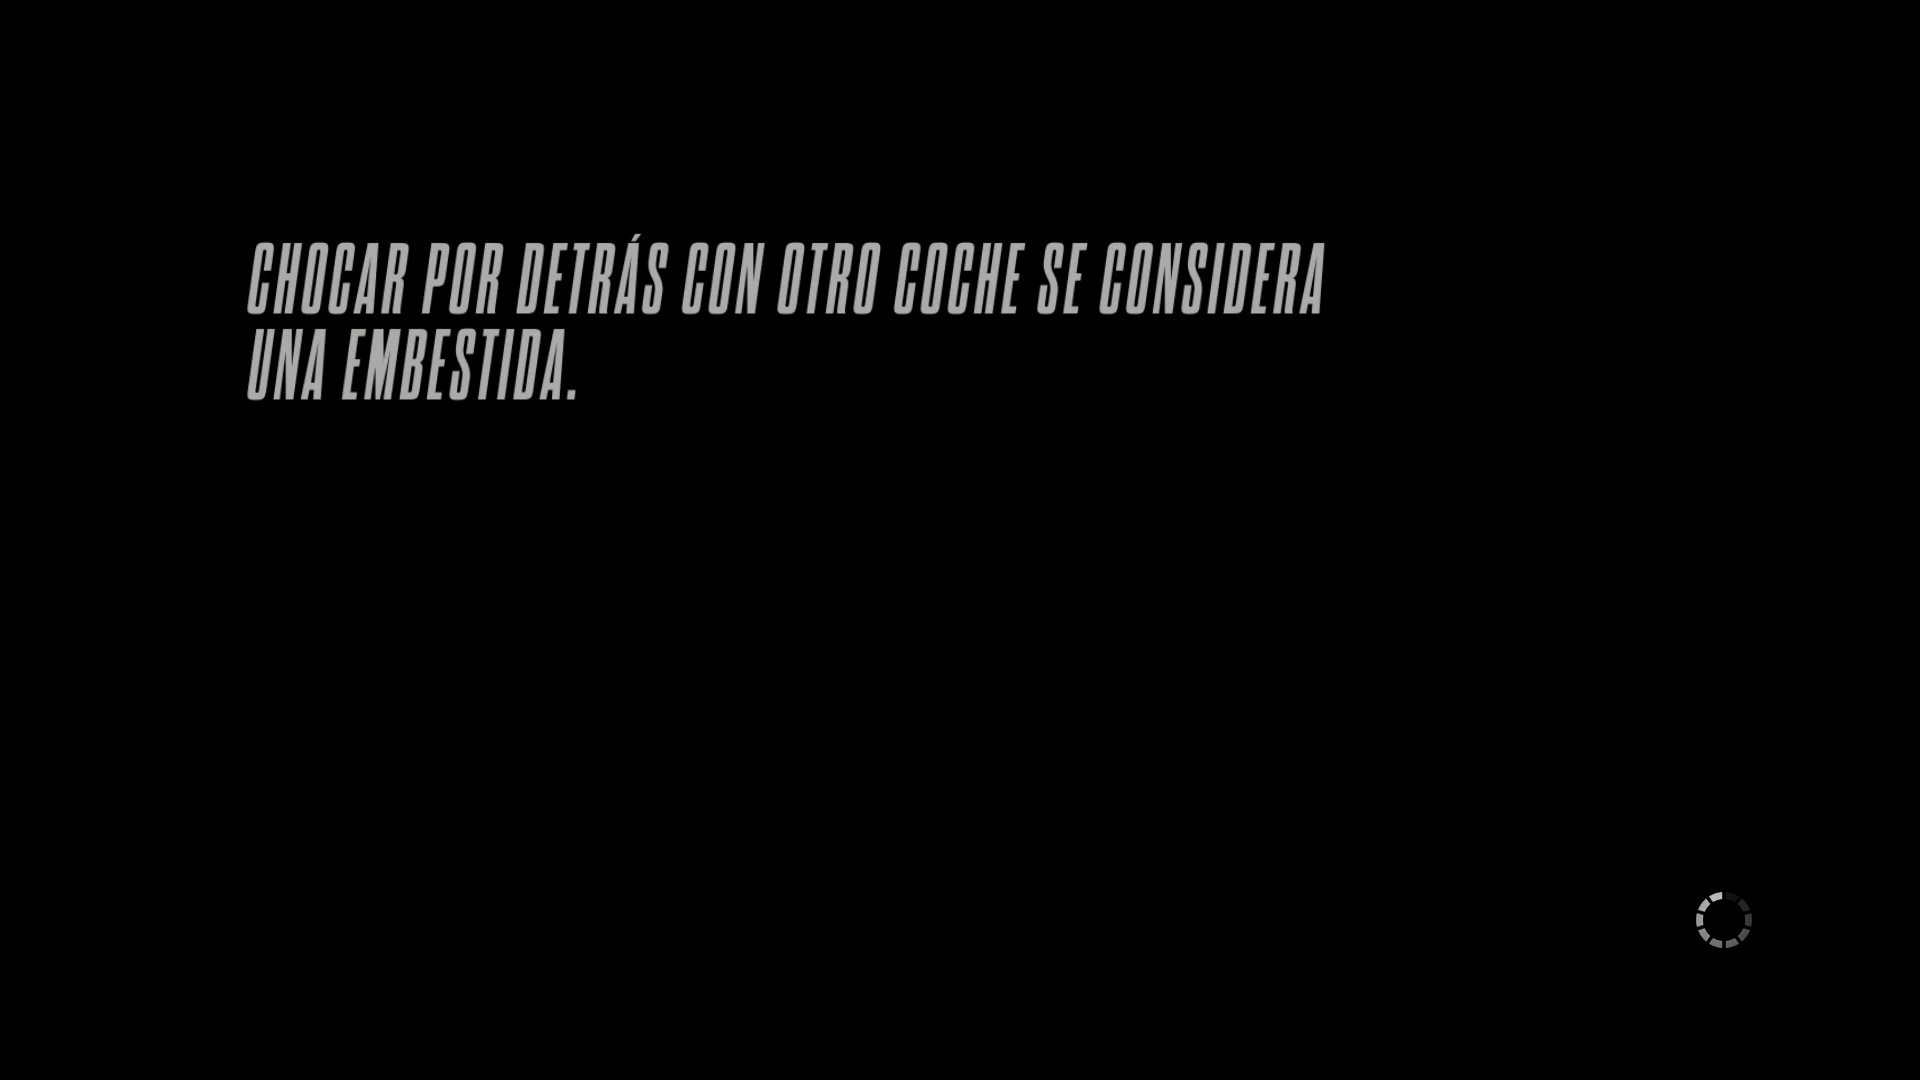 CHOCAR POR DETRÁS CON OTRO COCHE SE CONSIDERA
UNA EMBESTIDA.